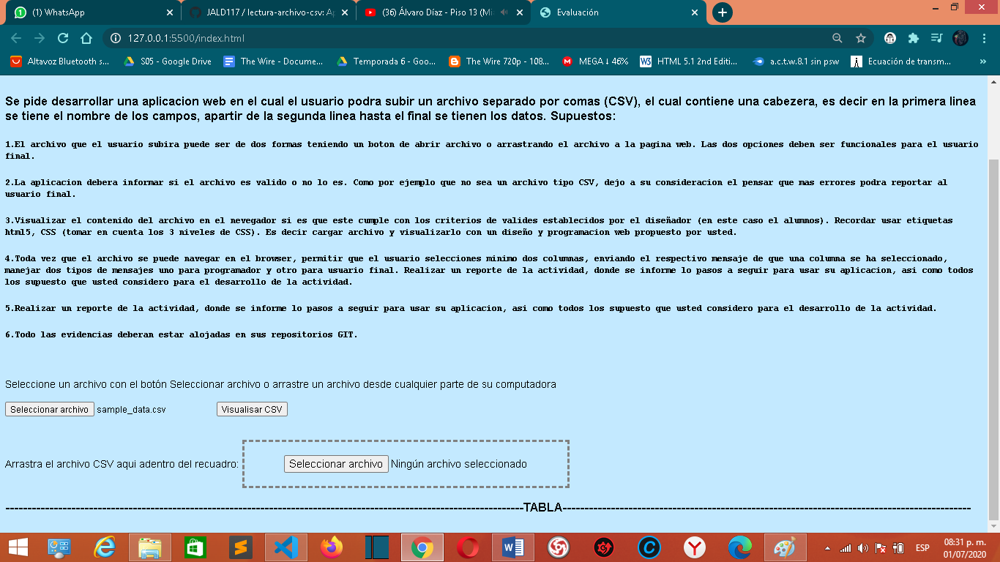 (1) WhatsApp
JALD117 / lectura-archivo-csv: Ap
(36) Álvaro Díaz - Piso 13 (Mi
Evaluación
127.0.0.1:5500/index.html
Altavoz Bluetooth s...
S05 - Google Drive
The Wire - Docume...
Temporada 6 - Goo...
The Wire 720p - 108...
MEGA ↓ 46%
HTML 5.1 2nd Editi...
a.c.t.w.8.1 sin psw
Ecuación de transm...
»
Se pide desarrollar una aplicacion web en el cual el usuario podra subir un archivo separado por comas (CSV), el cual contiene una cabezera, es decir en la primera linea
se tiene el nombre de los campos, apartir de la segunda linea hasta el final se tienen los datos. Supuestos:
1.El archivo que el usuario subira puede ser de dos formas teniendo un boton de abrir archivo o arrastrando el archivo a la pagina web. Las dos opciones deben ser funcionales para el usuario
final.
2.La aplicacion debera informar si el archivo es valido o no lo es. Como por ejemplo que no sea un archivo tipo CSV, dejo a su consideracion el pensar que mas errores podra reportar al
usuario final.
3.Visualizar el contenido del archivo en el nevegador si es que este cumple con los criterios de valides establecidos por el diseñador (en este caso el alumnos). Recordar usar etiquetas
html5, CSS (tomar en cuenta los 3 niveles de CSS). Es decir cargar archivo y visualizarlo con un diseño y programacion web propuesto por usted.
4.Toda vez que el archivo se puede navegar en el browser, permitir que el usuario selecciones minimo dos columnas, enviando el respectivo mensaje de que una columna se ha seleccionado,
manejar dos tipos de mensajes uno para programador y otro para usuario final. Realizar un reporte de la actividad, donde se informe lo pasos a seguir para usar su aplicacion, asi como todos
los supuesto que usted considero para el desarrollo de la actividad.
5.Realizar un reporte de la actividad, donde se informe lo pasos a seguir para usar su aplicacion, asi como todos los supuesto que usted considero para el desarrollo de la actividad.
6.Todo las evidencias deberan estar alojadas en sus repositorios GIT.
Seleccione un archivo con el botón Seleccionar archivo o arrastre un archivo desde cualquier parte de su computadora
Seleccionar archivo sample_data.csv Visualisar CSV
Arrastra el archivo CSV aqui adentro del recuadro: Seleccionar archivo Ningún archivo seleccionado
----------------------------------------------------------------------------------------------------------------------TABLA---------------------------------------------------------------------------------------------
ESP
08:31 p. m.
01/07/2020